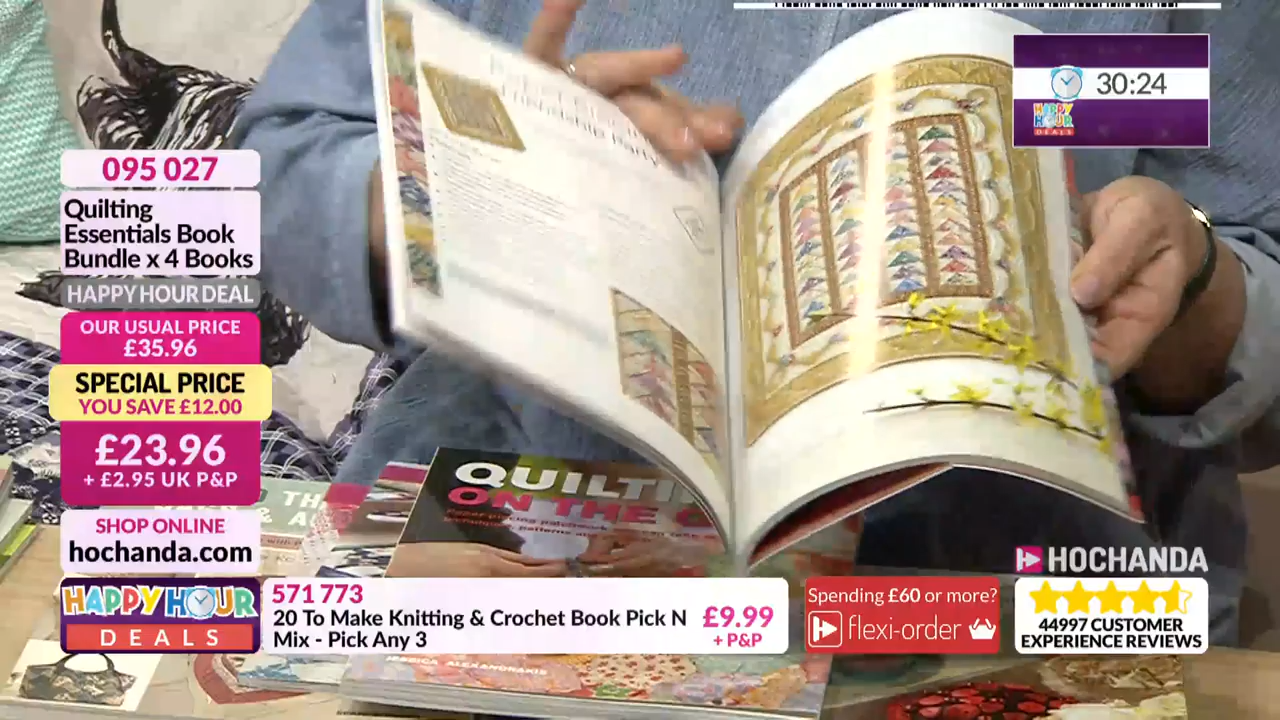 30:24
HAPPY
HOUR
DEALS
095 027
Quilting
Essentials Book
Bundle x 4 Books
HAPPY HOUR DEAL
OUR USUAL PRICE
£35.96
SPECIAL PRICE
YOU SAVE £12.00
£23.96
+ £2.95 UK P&P
SHOP ONLINE
hochanda.com
HAPPY HOUR
DEALS
571 773
20 To Make Knitting & Crochet Book Pick N
Mix - Pick Any 3
£9.99
+ P&P
Spending £60 or more?
flexi-order
HOCHANDA
44997 CUSTOMER
EXPERIENCE REVIEWS
QUILTI
ON THE
JESSICA ALEXANDRAKIS